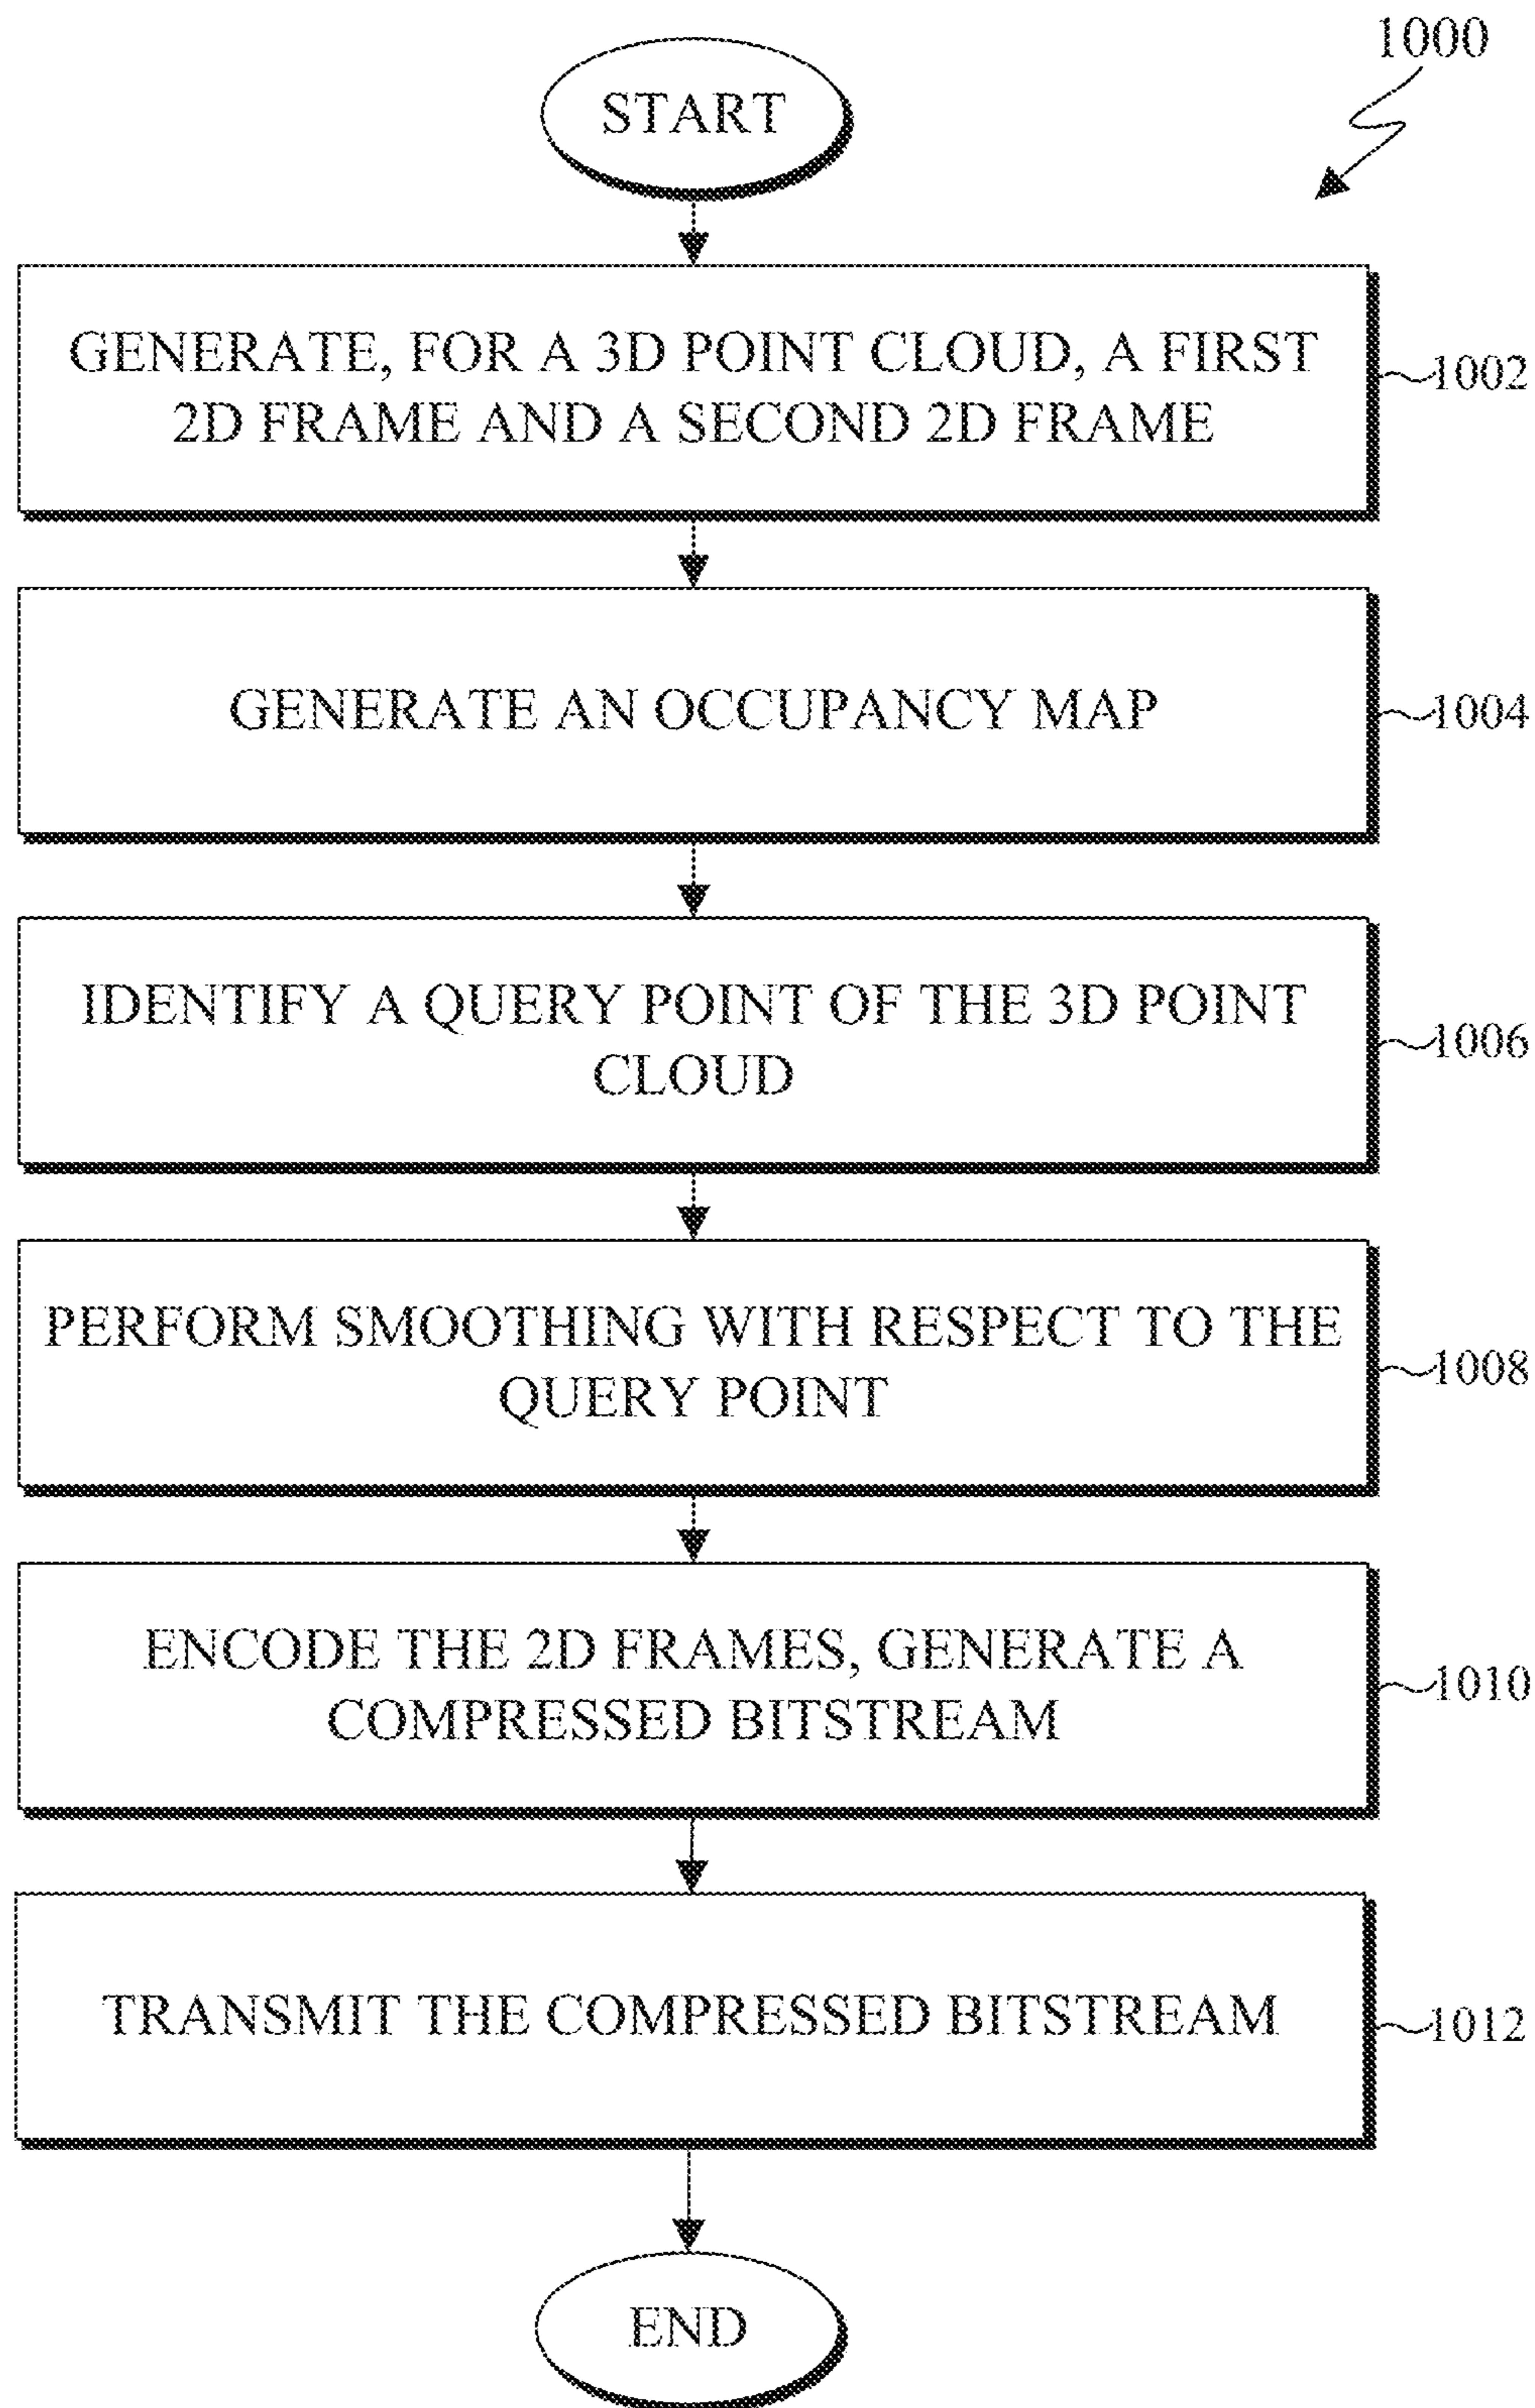 1000
START
GENERATE, FOR A 3D POINT CLOUD, A FIRST
2D FRAME AND A SECOND 2D FRAME
1002
GENERATE AN OCCUPANCY MAP
1004
IDENTIFY A QUERY POINT OF THE 3D POINT
CLOUD
1006
PERFORM SMOOTHING WITH RESPECT TO THE
QUERY POINT
1008
ENCODE THE 2D FRAMES, GENERATE A
COMPRESSED BITSTREAM
1010
TRANSMIT THE COMPRESSED BITSTREAM
1012
END